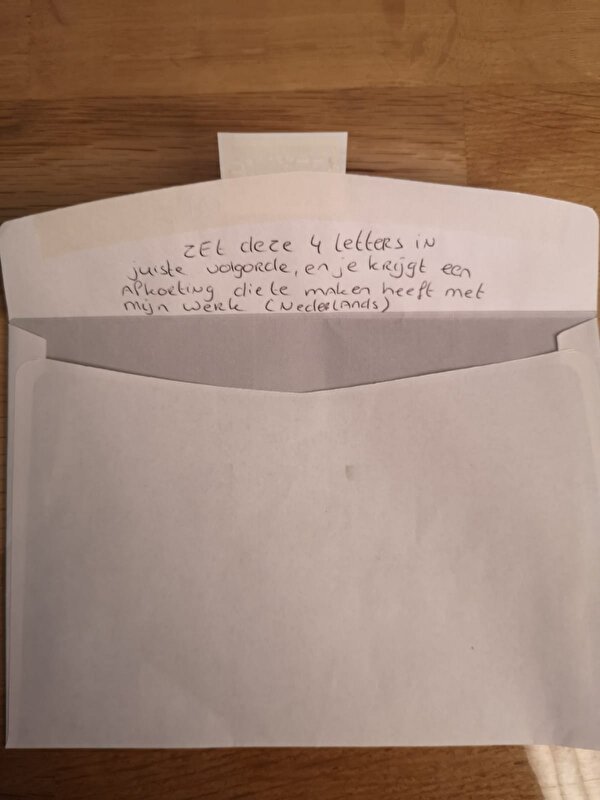 ZEt deze 4 letters in
juiste volgorde, en je krijgt een
Afkorting die te maken heeft met
Mijn werk (Nederlands)